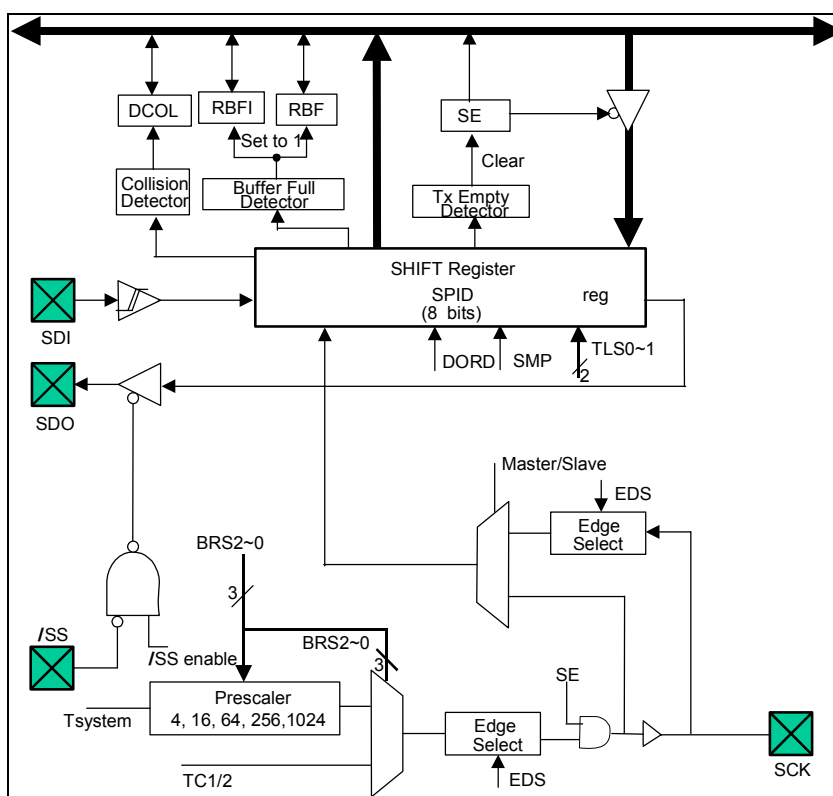 DCOL
RBFI
RBF
SE
Set to 1
Clear
Collision
Detector
Buffer Full
Detector
Tx Empty
Detector
SHIFT Register
SPID
(8 bits)
reg
SDI
DORD
SMP
TLS0~1
2
SDO
Master/Slave
EDS
Edge
Select
BRS2~0
3
/SS
/SS enable
BRS2~0
3
Prescaler
4, 16, 64, 256,1024
Tsystem
SE
Edge
Select
TC1/2
EDS
SCK